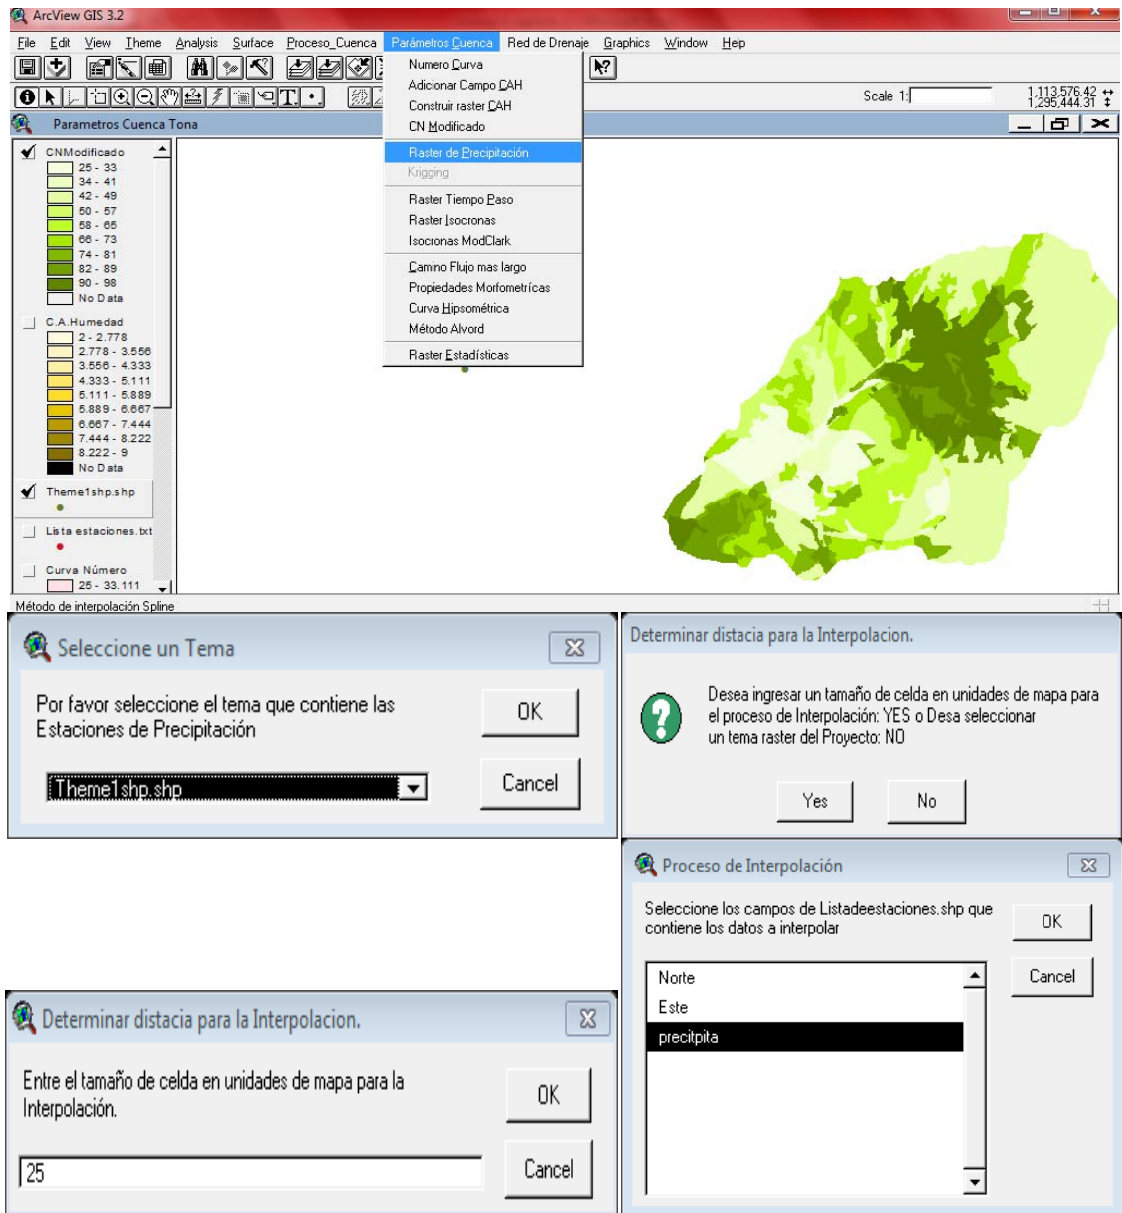 ArcView GIS 3.2
File Edit View Theme Analysis Surface Proceso_Cuenca Parámetros Cuenca Red de Drenaje Graphics Window Hep
Scale 1:
1,113,576.42
1,295,444.31
Parametros Cuenca Tona
Numero Curva
Adicionar Campo CAH
Construir raster CAH
CN Modificado
Raster de Precipitación
Krigging
Raster Tiempo Paso
Raster Isocronas
Isocronas ModClark
Camino Flujo mas largo
Propiedades Morfometrícas
Curva Hipsométrica
Método Alvord
Raster Estadísticas
CNModificado
25 - 33
34 - 41
42 - 49
50 - 57
58 - 65
66 - 73
74 - 81
82 - 89
90 - 98
No Data
C.A.Humedad
2 - 2.778
2.778 - 3.556
3.556 - 4.333
4.333 - 5.111
5.111 - 5.889
5.889 - 6.667
6.667 - 7.444
7.444 - 8.222
8.222 - 9
No Data
Theme1shp.shp
Lista estaciones.txt
Curva Número
25 - 33.111
Método de interpolación Spline
Seleccione un Tema
Por favor seleccione el tema que contiene las
Estaciones de Precipitación
OK
Theme1shp.shp
Cancel
Determinar distacia para la Interpolacion.
Desea ingresar un tamaño de celda en unidades de mapa para
el proceso de Interpolación: YES o Desa seleccionar
un tema raster del Proyecto: NO
Yes No
Proceso de Interpolación
Seleccione los campos de Listadeestaciones.shp que
contiene los datos a interpolar
OK
Cancel
Norte
Este
precitpita
Determinar distacia para la Interpolacion.
Entre el tamaño de celda en unidades de mapa para la
Interpolación.
OK
25
Cancel